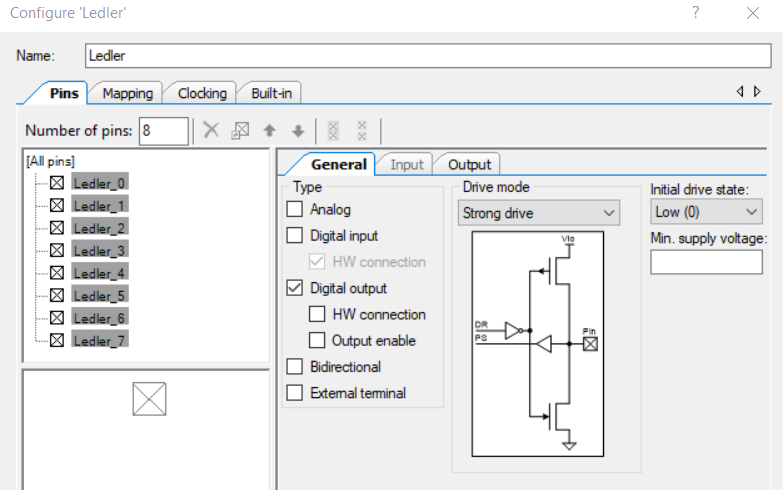 Configure 'Ledler'
Name: Ledler
Pins Mapping Clocking Built-in
Number of pins: 8
[All pins]
Ledler_0
Ledler_1
Ledler_2
Ledler_3
Ledler_4
Ledler_5
Ledler_6
Ledler_7
General Input Output
Type
Analog
Digital input
HW connection
Digital output
HW connection
Output enable
Bidirectional
External terminal
Drive mode
Strong drive
Vio
DR
PS
Pin
Initial drive state:
Low (0)
Min. supply voltage: